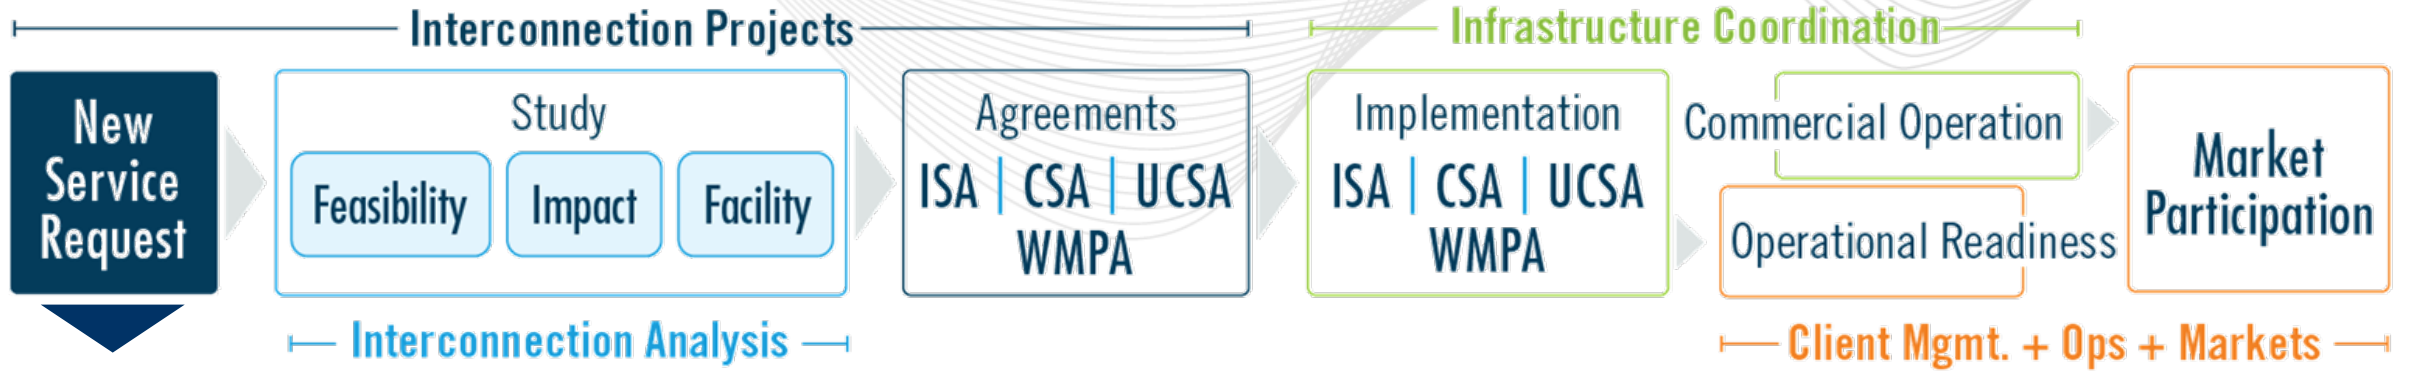 Interconnection Projects
Infrastructure Coordination
New
Service
Request
Study
Feasibility
Impact
Facility
Agreements
ISA | CSA | UCSA
WMPA
Implementation
ISA | CSA | UCSA
WMPA
Commercial Operation
Operational Readiness
Market
Participation
Interconnection Analysis
Client Mgmt. + Ops + Markets